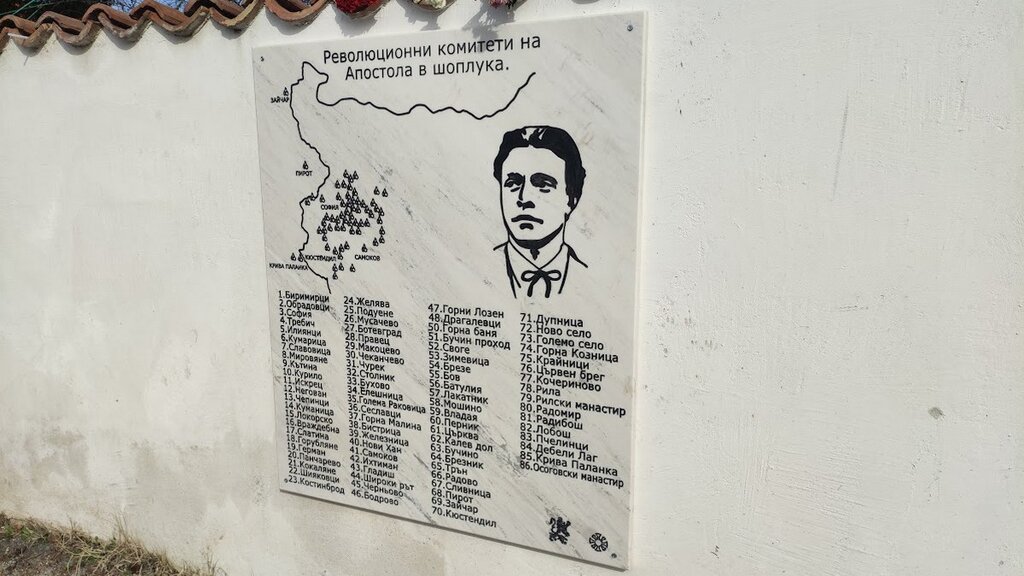 Революционни комитети на
Апостола в шоплука.
ЗАЙЧАР
ПИРОТ
СОФИЯ
КЮСТЕНДИЛ
САМОКОВ
КРИВА ПАЛАНКА
1.Биримирци
2.Обрадовци
3.София
4.Требич
5.Илиянци
6.Кумарица
7.Славовица
8.Мировяне
9.Кътина
10.Курило
11.Искрец
12.Негован
13.Чепинци
14.Куманица
15.Локорско
16.Враждебна
17.Слатина
18.Горубляне
19.Герман
20.Панчарево
21.Кокаляне
22.Шияковци
23.Костинброд
24.Желява
25.Подуене
26.Мусачево
27.Ботевград
28.Правец
29.Макоцево
30.Чеканчево
31.Чурек
32.Столник
33.Бухово
34.Елешница
35.Голема Раковица
36.Сеславци
37.Горна Малина
38.Бистрица
39.Железница
40.Нови Хан
41.Самоков
42.Ихтиман
43.Гладиш
44.Широки рът
45.Черньово
46.Бодрово
47.Горни Лозен
48.Драгалевци
50.Горна баня
51.Бучин проход
52.Своге
53.Зимевица
54.Брезе
55.Бов
56.Батулия
57.Лакатник
58.Мошино
59.Владая
60.Перник
61.Църква
62.Калев дол
63.Бучино
64.Брезник
65.Трън
66.Радово
67.Сливница
68.Пирот
69.Зайчар
70.Кюстендил
71.Дупница
72.Ново село
73.Големо село
74.Горна Козница
75.Крайници
76.Цървен брег
77.Кочериново
78.Рила
79.Рилски манастир
80.Радомир
81.Радибош
82.Лобош
83.Пчелинци
84.Дебели Лаг
85.Крива Паланка
86.Осоговски манастир